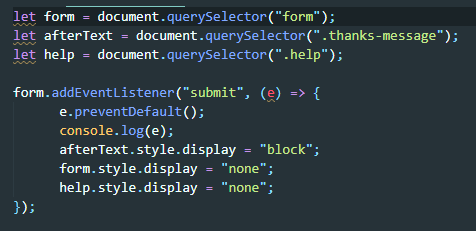 let form = document.querySelector("form");
let afterText = document.querySelector(".thanks-message");
let help = document.querySelector(".help");

form.addEventListener("submit", (e) => {
      e.preventDefault();
      console.log(e);
      afterText.style.display = "block";
      form.style.display = "none";
      help.style.display = "none";
});